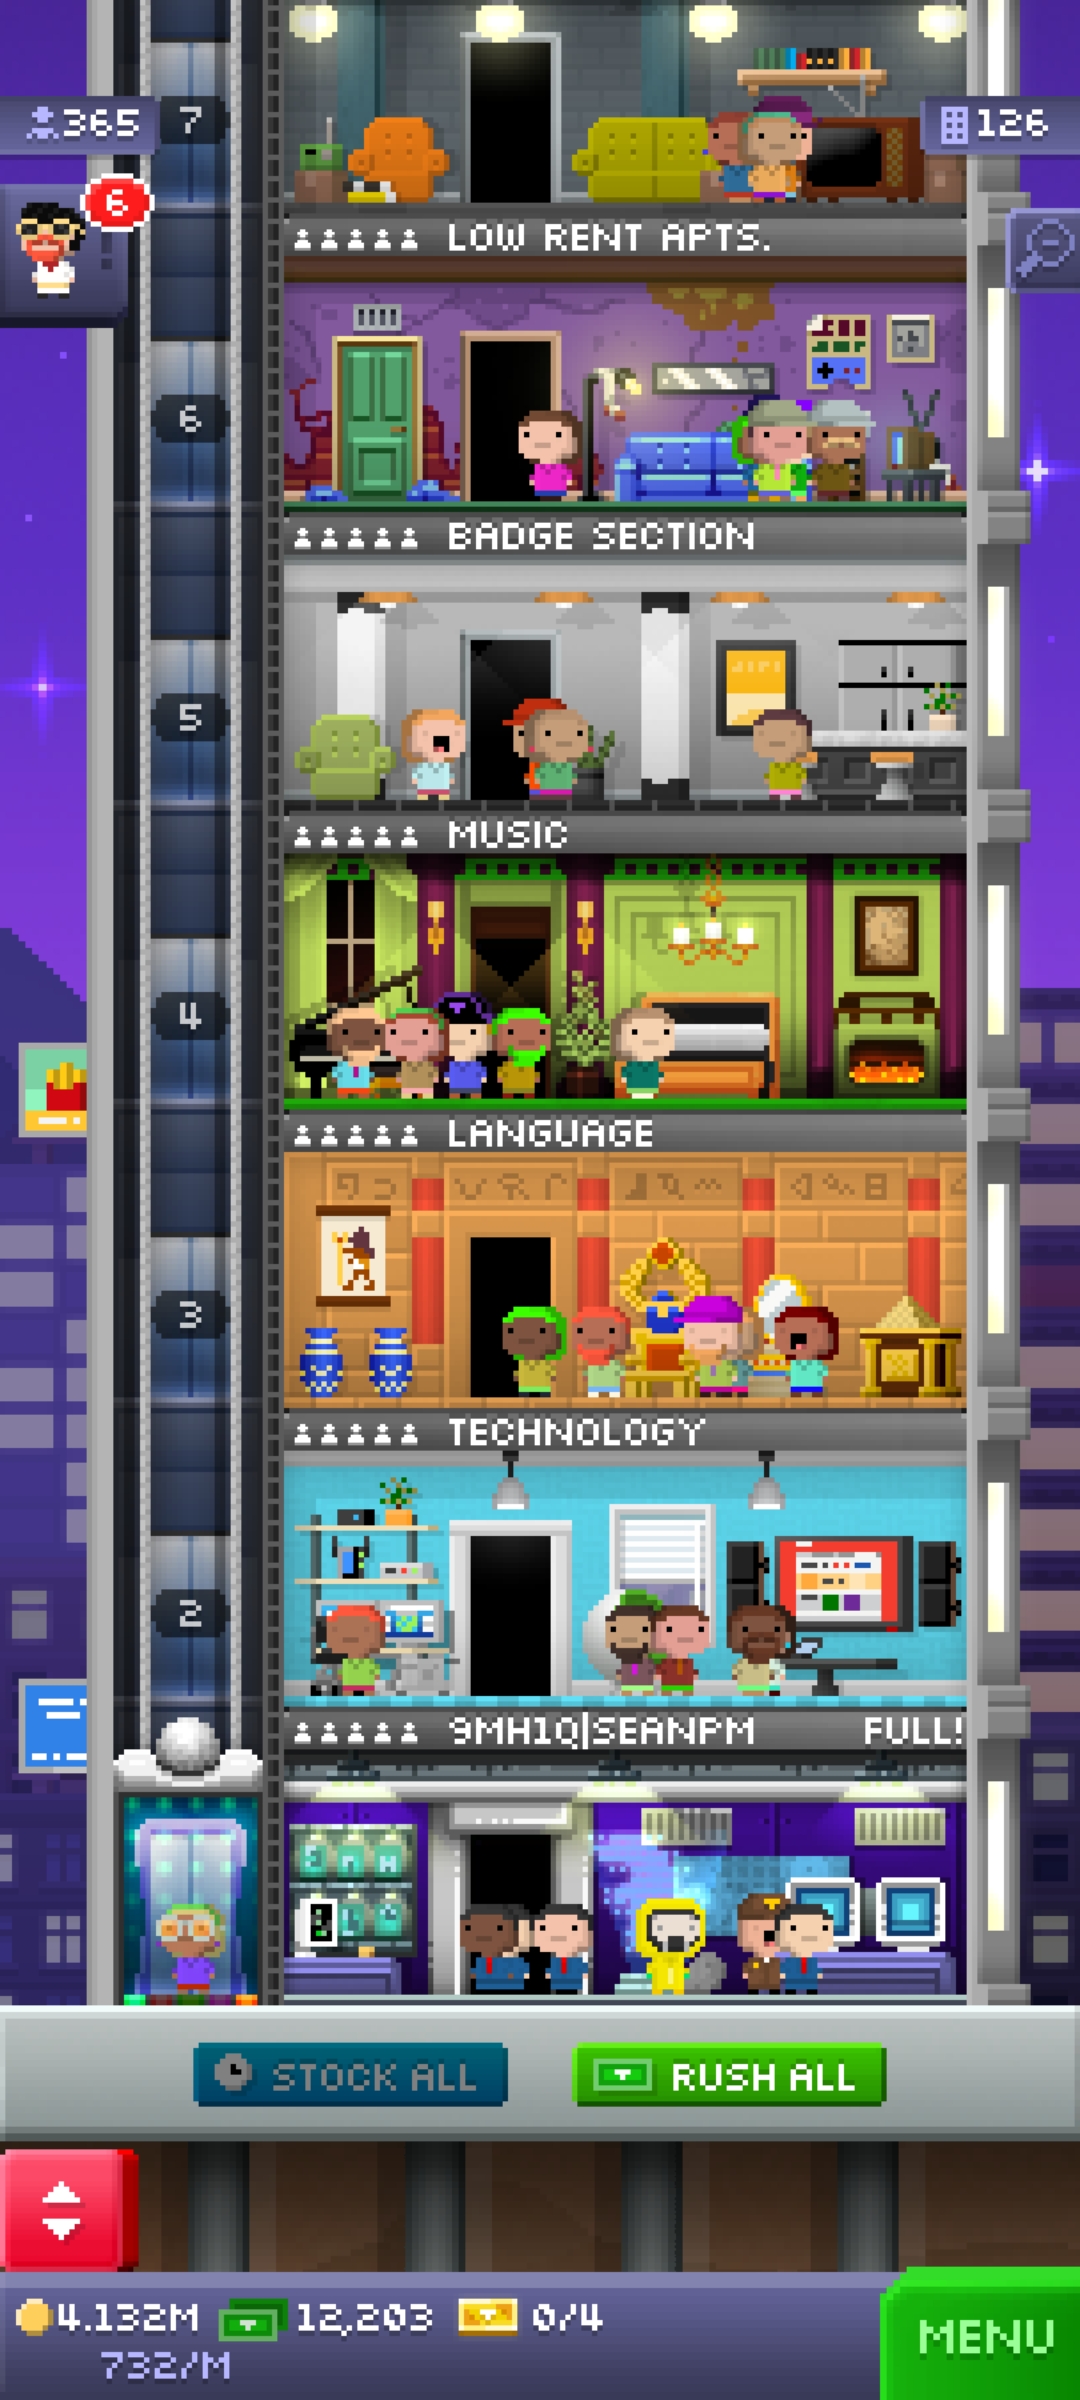 7
365
126
6
LOW RENT APTS.
6
BADGE SECTION
5
MUSIC
4
LANGUAGE
3
TECHNOLOGY
2
9MH1Q|SEANPM FULL!
STOCK ALL
RUSH ALL
4.132M 12,203 0/4
732/M
MENU